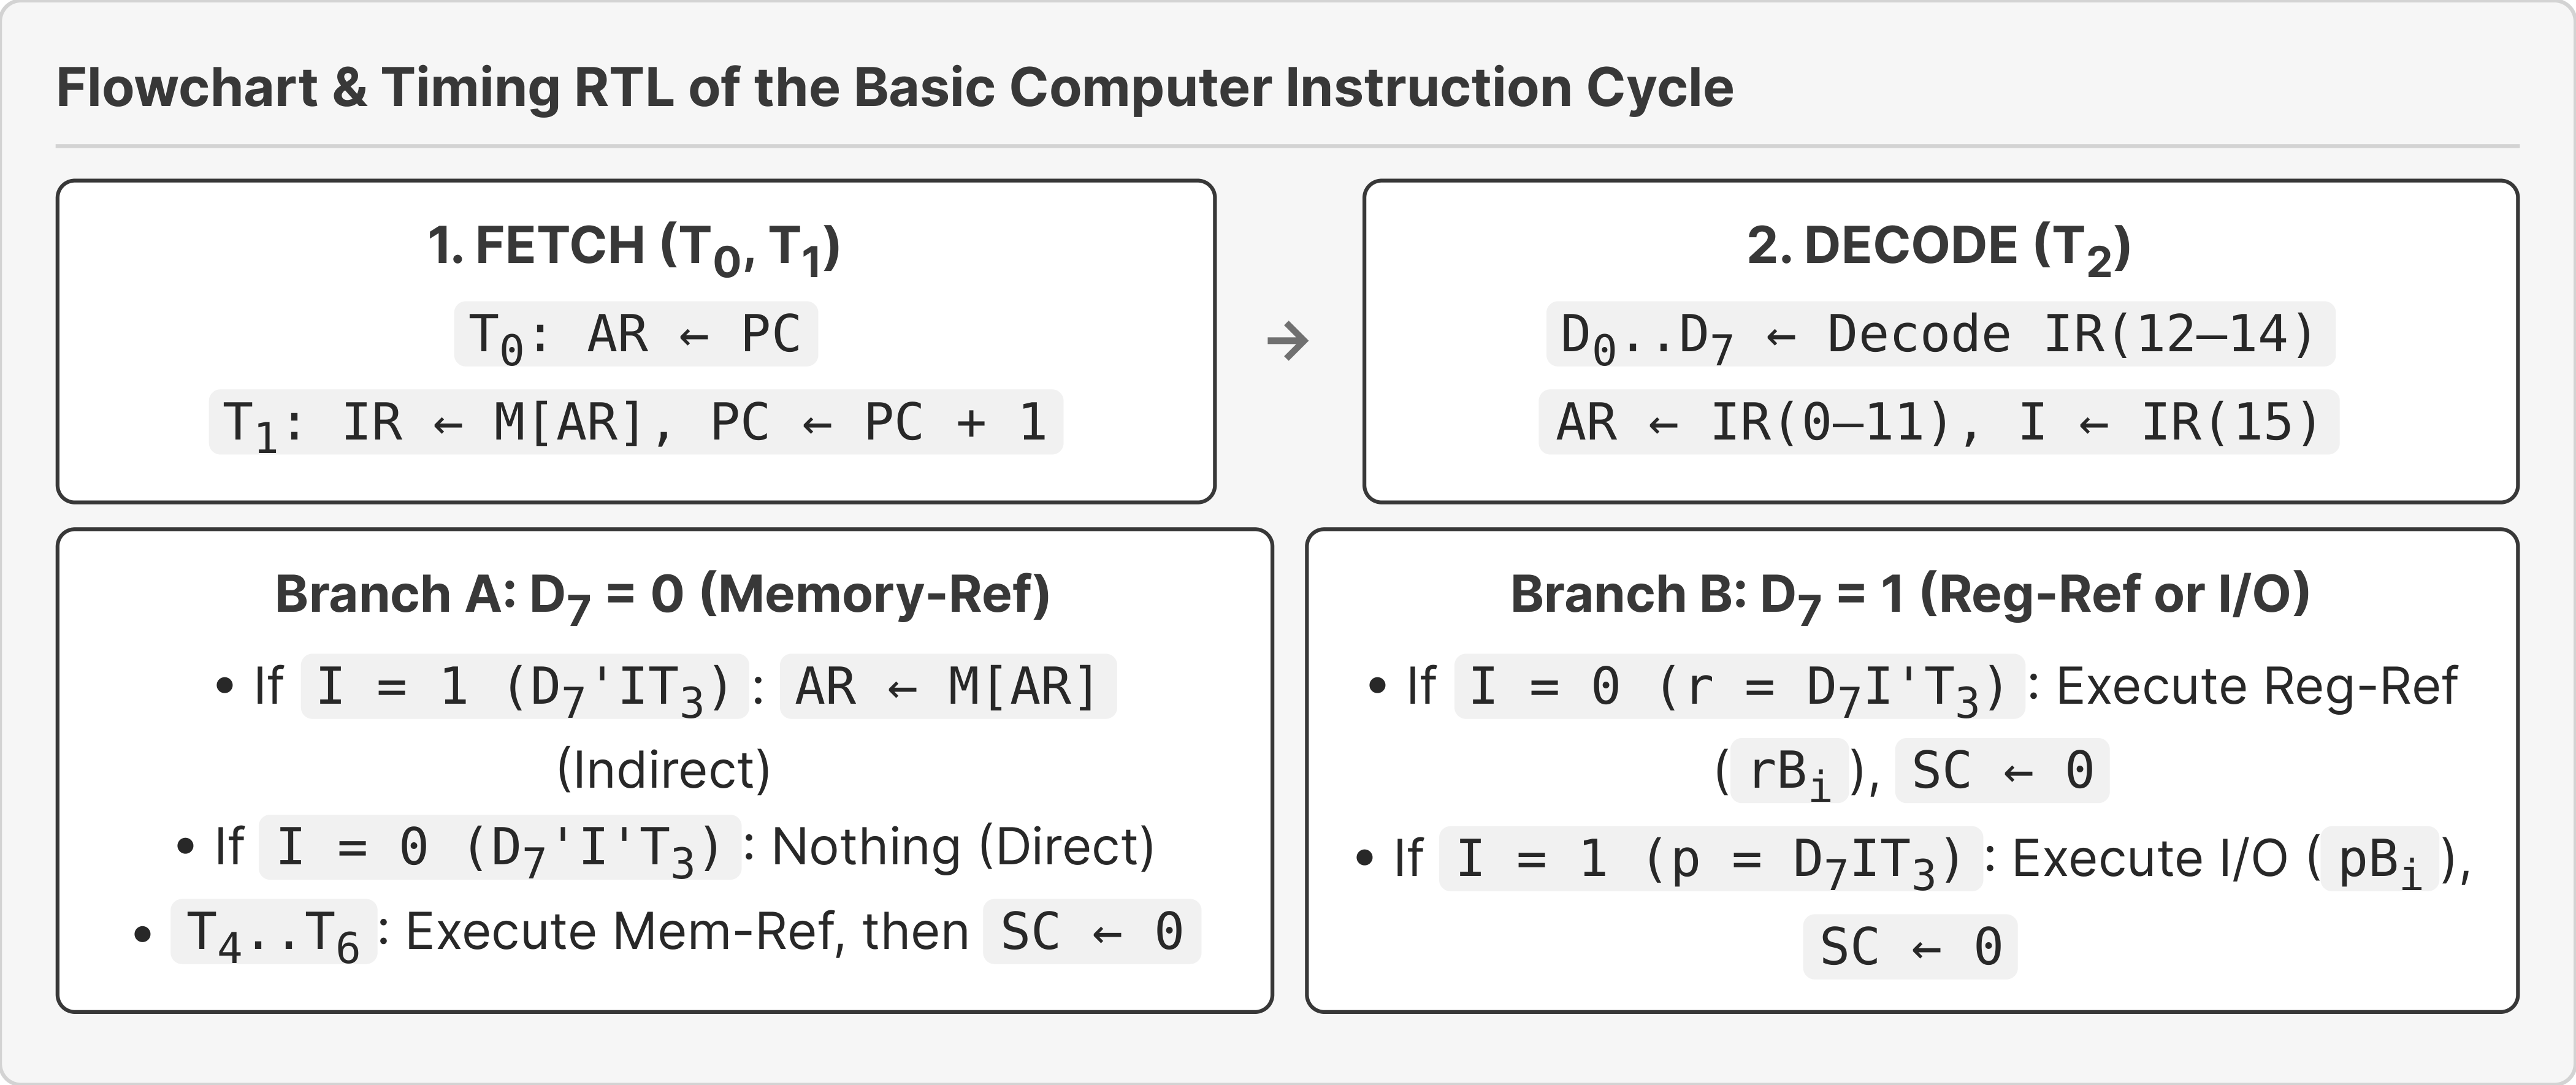 Flowchart & Timing RTL of the Basic Computer Instruction Cycle
1. FETCH (T₀, T₁)
T₀: AR ← PC
T₁: IR ← M[AR], PC ← PC + 1
→
2. DECODE (T₂)
D₀..D₇ ← Decode IR(12–14)
AR ← IR(0–11), I ← IR(15)
Branch A: D₇ = 0 (Memory-Ref)
• If I = 1 (D₇'IT₃): AR ← M[AR]
(Indirect)
• If I = 0 (D₇'I'T₃): Nothing (Direct)
• T₄..T₆: Execute Mem-Ref, then SC ← 0
Branch B: D₇ = 1 (Reg-Ref or I/O)
• If I = 0 (r = D₇I'T₃): Execute Reg-Ref
(rBᵢ), SC ← 0
• If I = 1 (p = D₇IT₃): Execute I/O (pBᵢ),
SC ← 0